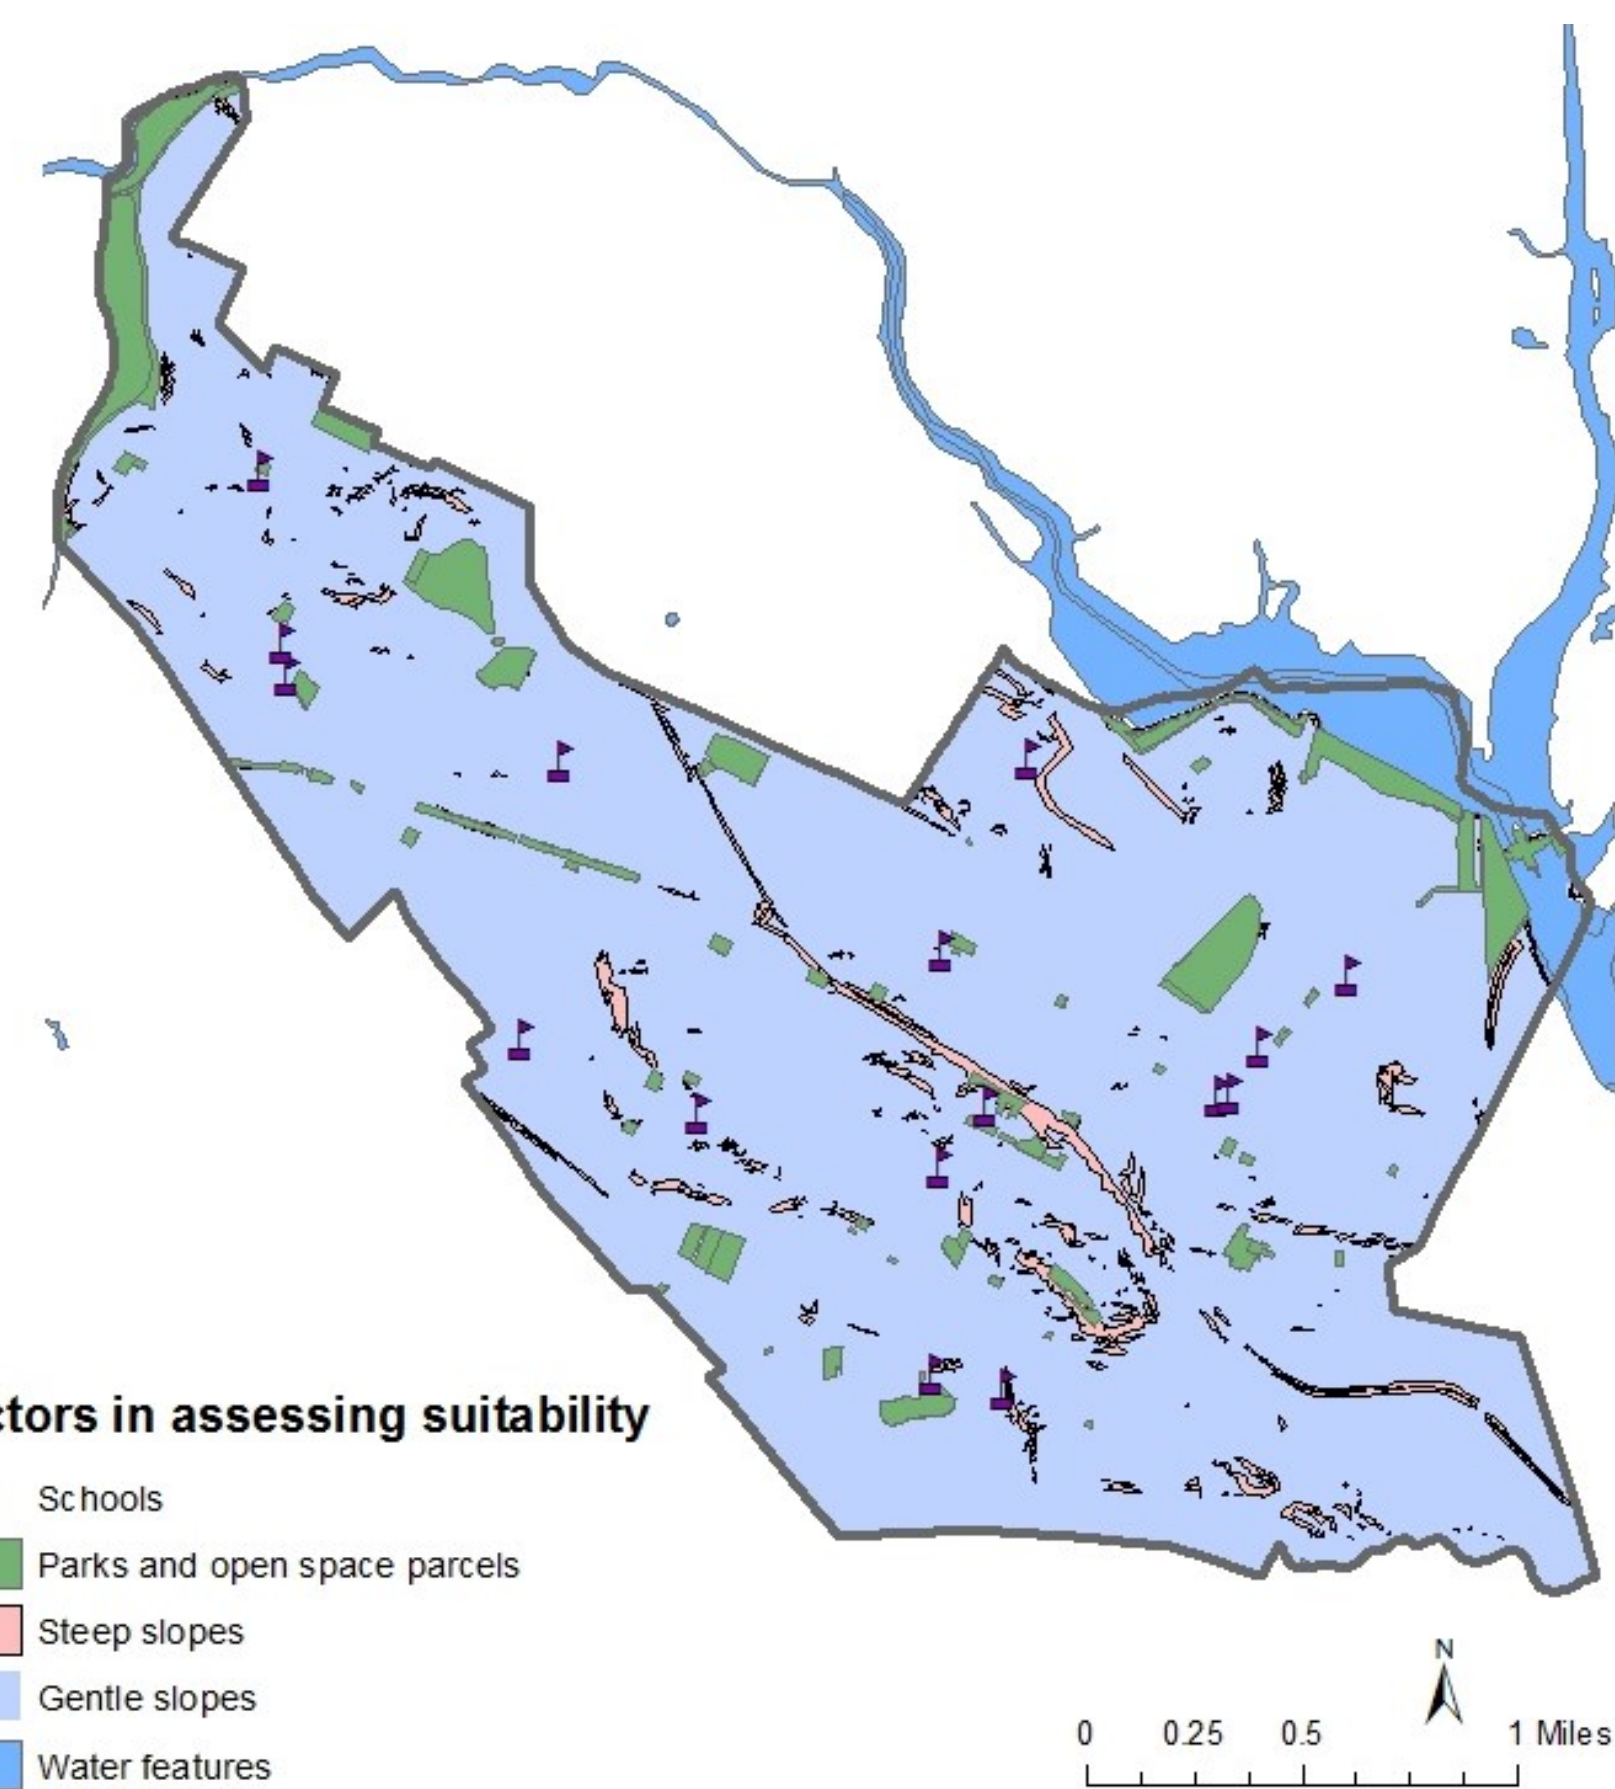 ctors in assessing suitability
Schools
Parks and open space parcels
Steep slopes
Gentle slopes
Water features
N
0 0.25 0.5 1 Miles